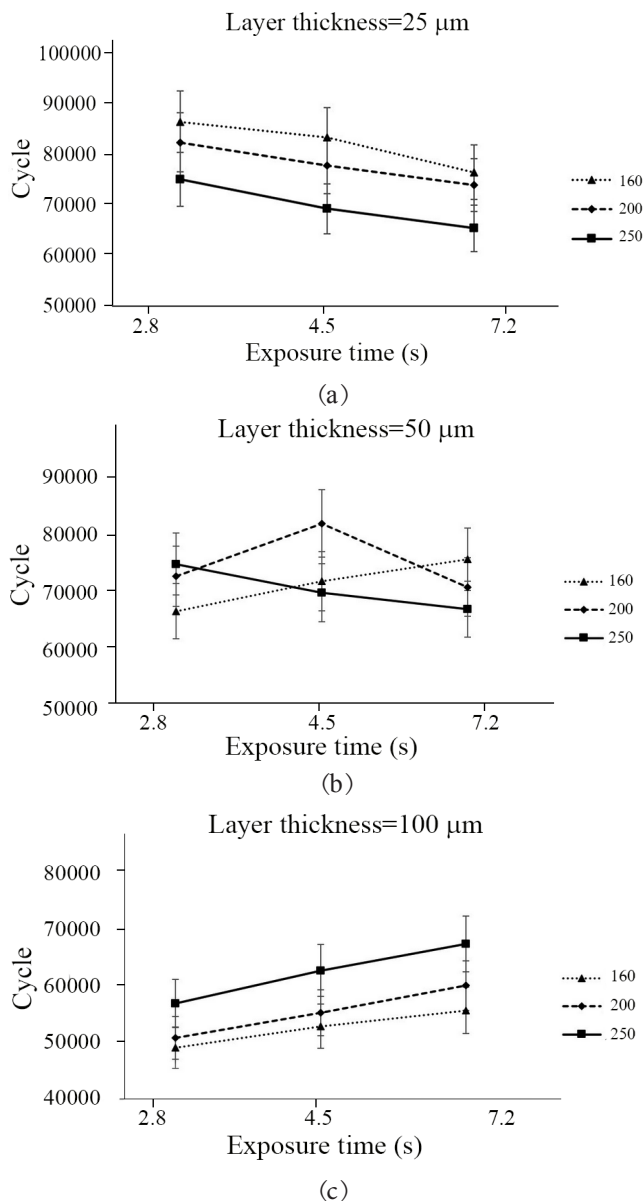 Layer thickness=25 μm
100000
90000
80000
70000
60000
50000
Cycle
160
200
250
2.8 4.5 7.2
Exposure time (s)
(a)
Layer thickness=50 μm
90000
80000
70000
60000
50000
Cycle
160
200
250
2.8 4.5 7.2
Exposure time (s)
(b)
Layer thickness=100 μm
80000
70000
60000
50000
40000
Cycle
160
200
250
2.8 4.5 7.2
Exposure time (s)
(c)